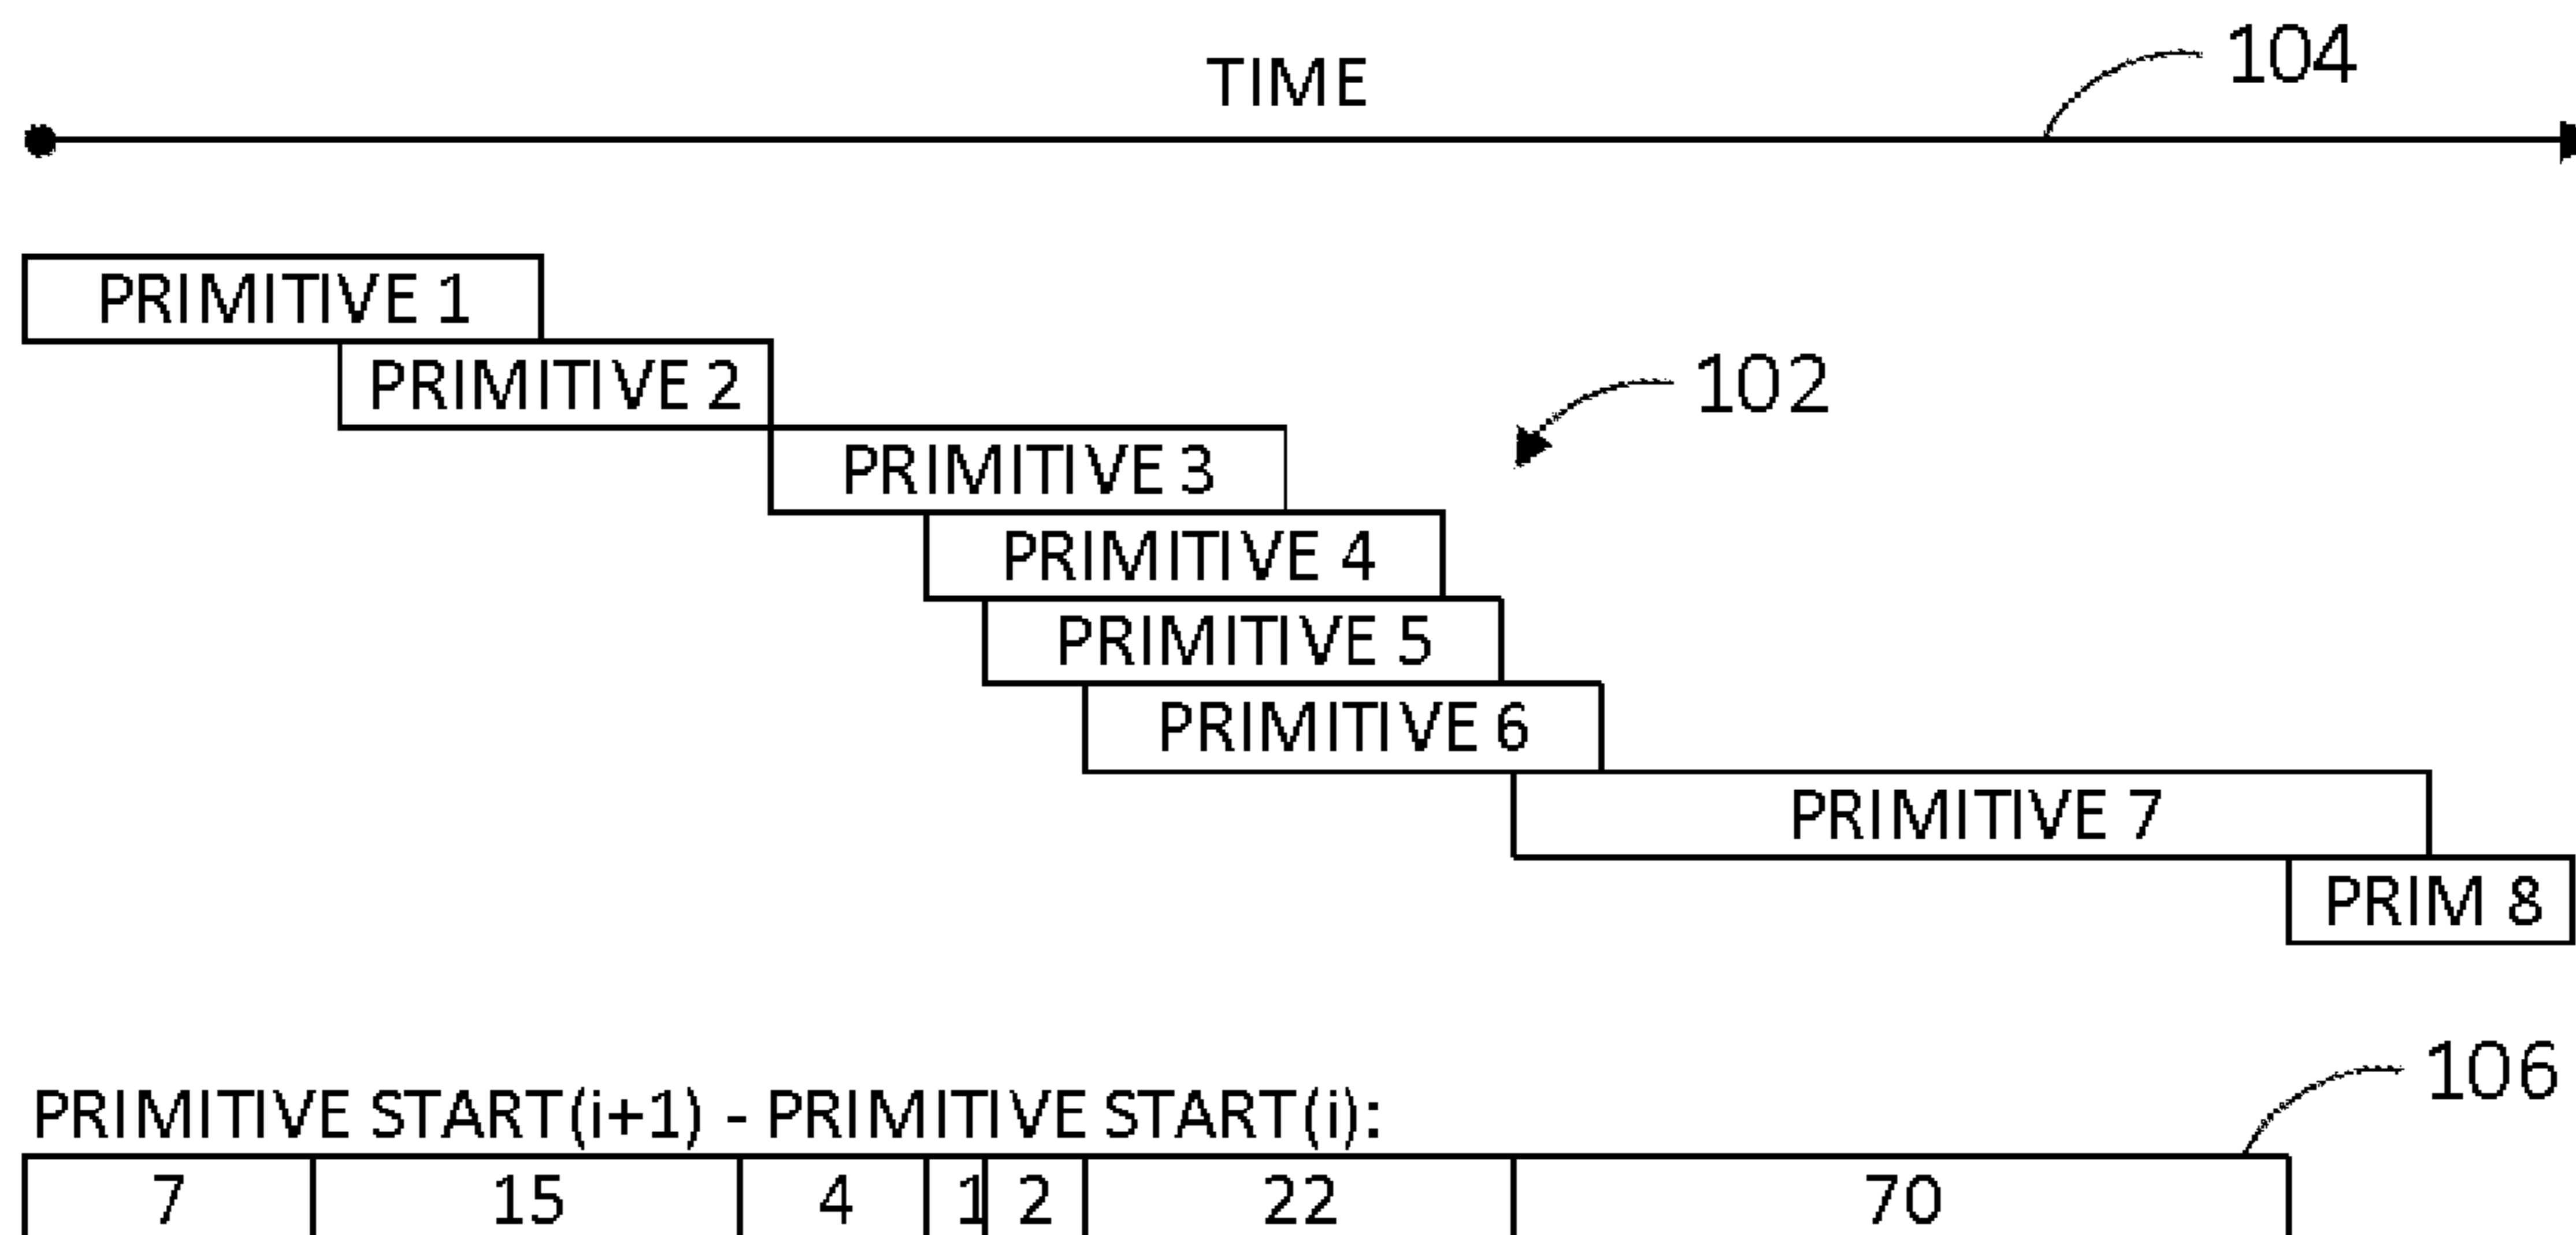 104
TIME
PRIMITIVE 1
PRIMITIVE 2
102
PRIMITIVE 3
PRIMITIVE 4
PRIMITIVE 5
PRIMITIVE 6
PRIMITIVE 7
PRIM 8
106
PRIMITIVE START(i+1) - PRIMITIVE START(i):
7 15 4 1 2 22 70